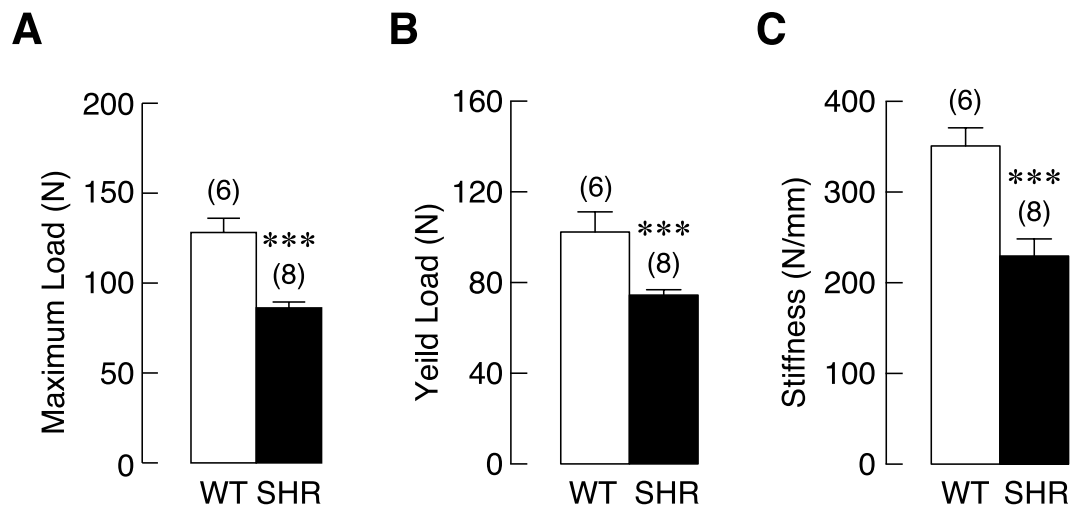 A
Maximum Load (N)
200
150
100
50
0
(6)
***
(8)
WT SHR
B
Yeild Load (N)
160
120
80
40
0
(6)
***
(8)
WT SHR
C
Stiffness (N/mm)
400
300
200
100
0
(6)
***
(8)
WT SHR